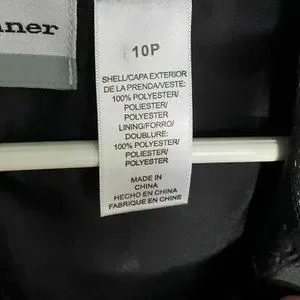 nner
10P
SHELL/CAPA EXTERIOR
DE LA PRENDA/VESTE:
100% POLYESTER/
POLIESTER/
POLYESTER
LINING/FORRO/
DOUBLURE:
100% POLYESTER/
POLIESTER/
POLYESTER
MADE IN
CHINA
HECHO EN CHINA
FABRIQUE EN CHINE